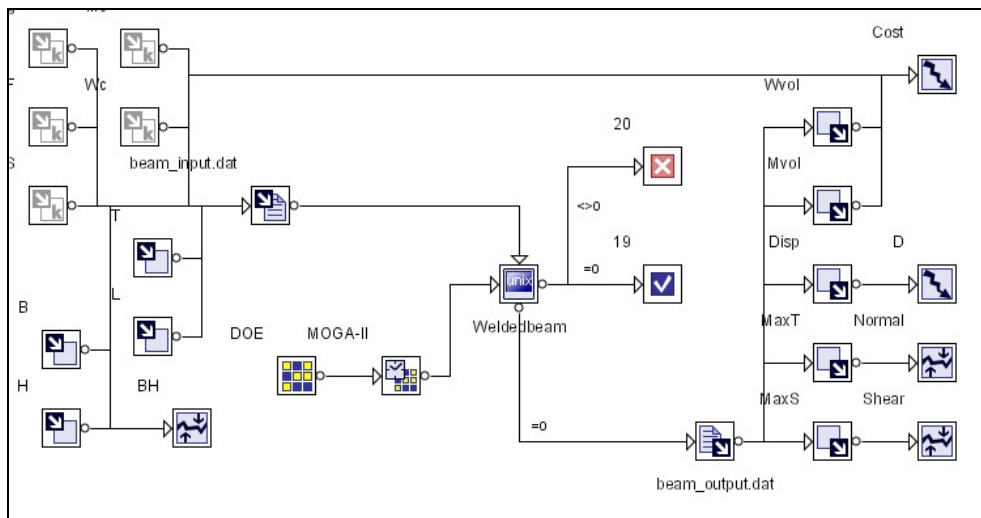 Cost
F
Wc
Wvol
20
S
beam_input.dat
Mvol
k
k
k
k
k
T
<>0
19
Disp
D
L
=0
B
unix
DOE
MOGA-II
Weldedbeam
MaxT
Normal
H
BH
MaxS
Shear
=0
beam_output.dat